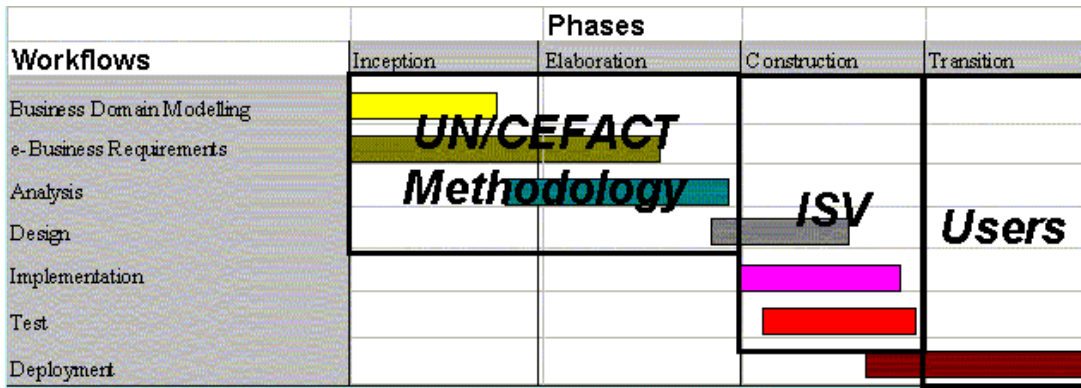 Phases
Workflows
Inception
Elaboration
Construction
Transition
Business Domain Modelling
e-Business Requirements
Analysis
Design
Implementation
Test
Deployment
UN/CEFACT
Methodology
ISV
Users